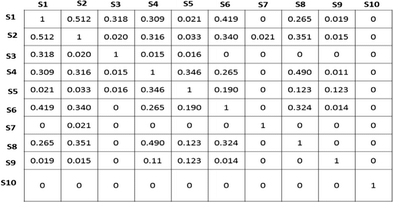 S1 S2 S3 S4 S5 S6 S7 S8 S9 S10
S1 1 0.512 0.318 0.309 0.021 0.419 0 0.265 0.019 0
S2 0.512 1 0.020 0.316 0.033 0.340 0.021 0.351 0.015 0
S3 0.318 0.020 1 0.015 0.016 0 0 0 0 0
S4 0.309 0.316 0.015 1 0.346 0.265 0 0.490 0.011 0
S5 0.021 0.033 0.016 0.346 1 0.190 0 0.123 0.123 0
S6 0.419 0.340 0 0.265 0.190 1 0 0.324 0.014 0
S7 0 0.021 0 0 0 0 1 0 0 0
S8 0.265 0.351 0 0.490 0.123 0.324 0 1 0 0
S9 0.019 0.015 0 0.11 0.123 0.014 0 0 1 0
S10 0 0 0 0 0 0 0 0 0 1